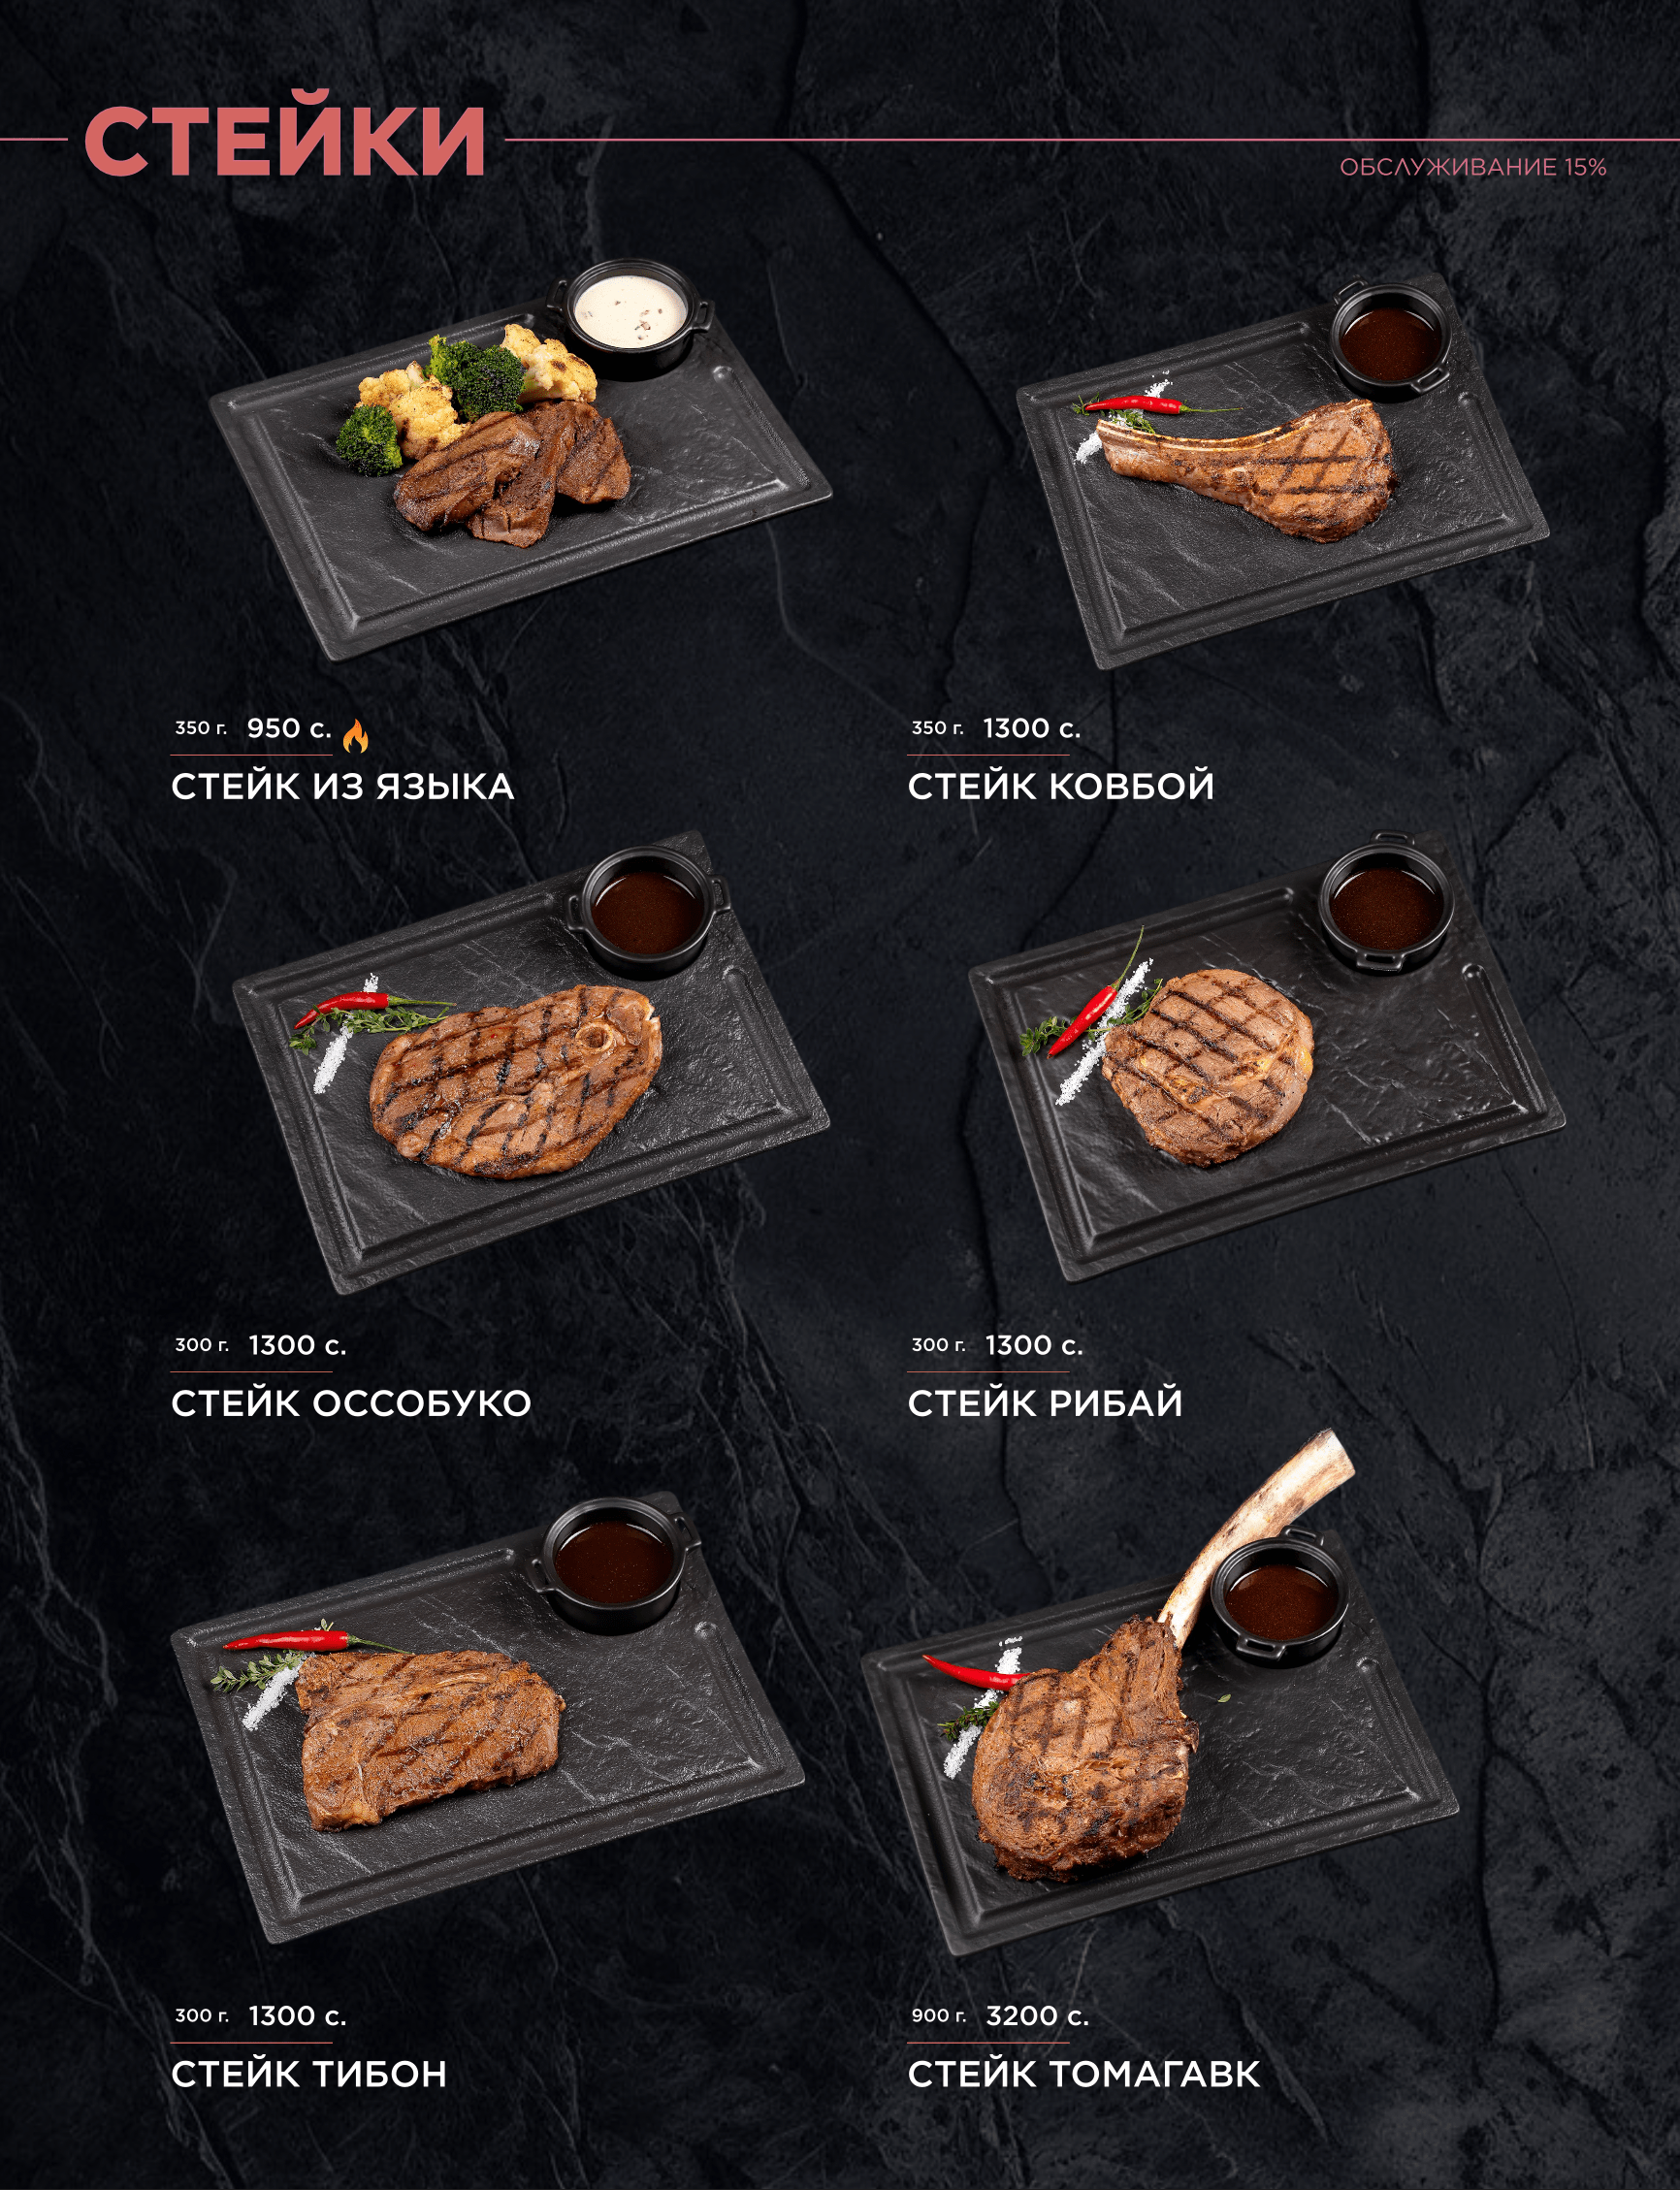 СТЕЙКИ
ОБСЛУЖИВАНИЕ 15%
350 г. 950 с.
СТЕЙК ИЗ ЯЗЫКА
350 г. 1300 с.
СТЕЙК КОВБОЙ
300 г. 1300 с.
СТЕЙК ОССОБУКО
300 г. 1300 с.
СТЕЙК РИБАЙ
300 г. 1300 с.
СТЕЙК ТИБОН
900 г. 3200 с.
СТЕЙК ТОМАГАВК